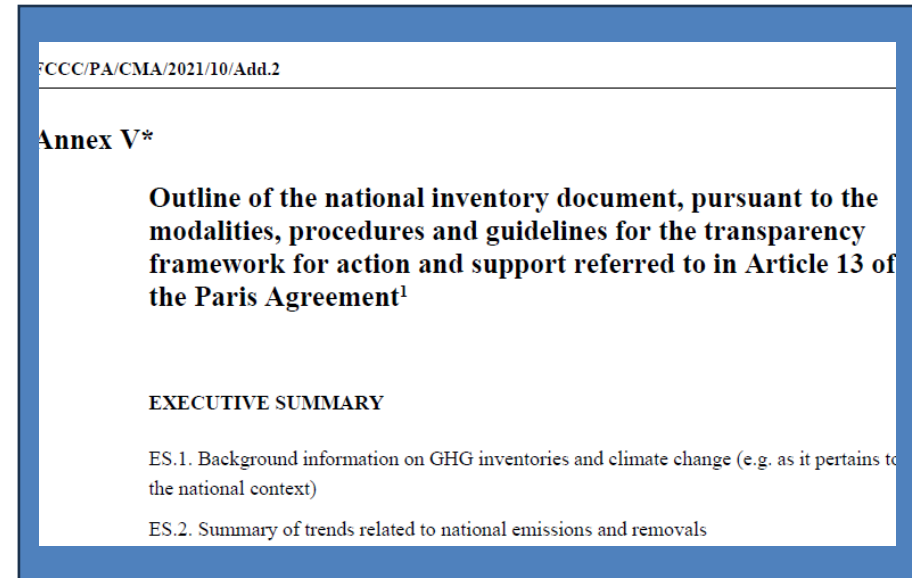 FCCC/PA/CMA/2021/10/Add.2
Annex V*
Outline of the national inventory document, pursuant to the
modalities, procedures and guidelines for the transparency
framework for action and support referred to in Article 13 of
the Paris Agreement¹
EXECUTIVE SUMMARY
ES.1. Background information on GHG inventories and climate change (e.g. as it pertains to
the national context)
ES.2. Summary of trends related to national emissions and removals